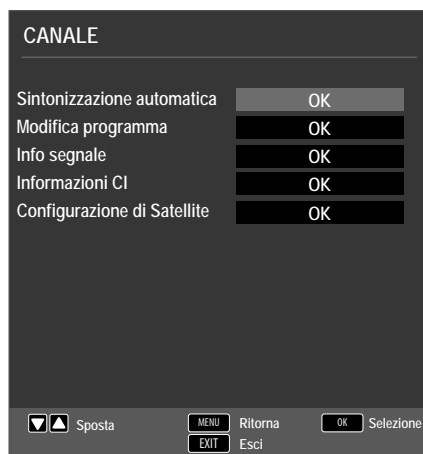 CANALE
Sintonizzazione automatica OK
Modifica programma OK
Info segnale OK
Informazioni CI OK
Configurazione di Satellite OK
Sposta MENU Ritorna OK Selezione
EXIT Esci